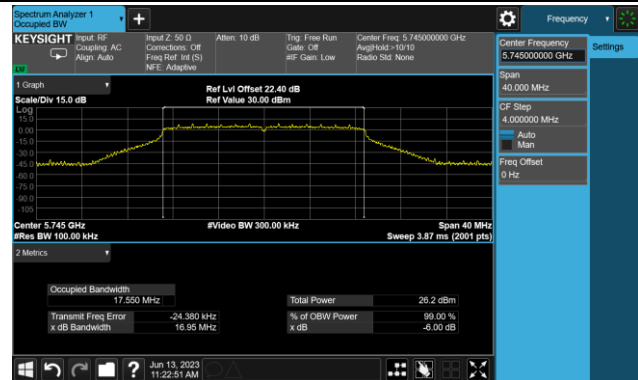 Spectrum Analyzer 1
Occupied BW
+
Frequency
KEYSIGHT
Input: RF
Coupling: AC
Align: Auto
Input Z: 50 Ω
Corrections: Off
Freq Ref: Int (S)
NFE: Adaptive
Atten: 10 dB
Trig: Free Run
Gate: Off
#IF Gain: Low
Center Freq: 5.745000000 GHz
Avg|Hold:>10/10
Radio Std: None
Center Frequency
5.745000000 GHz
Settings
Span
40.000 MHz
CF Step
4.000000 MHz
Auto
Man
Freq Offset
0 Hz
1 Graph
Ref Lvl Offset 22.40 dB
Scale/Div 15.0 dB
Ref Value 30.00 dBm
Log
15.0
0.00
-15.0
-30.0
-45.0
-60.0
-75.0
-90.0
-105
Center 5.745 GHz
#Video BW 300.00 kHz
Span 40 MHz
#Res BW 100.00 kHz
Sweep 3.87 ms (2001 pts)
2 Metrics
Occupied Bandwidth
17.550 MHz
Total Power
26.2 dBm
Transmit Freq Error
-24.380 kHz
% of OBW Power
99.00 %
x dB Bandwidth
16.95 MHz
x dB
-6.00 dB
?
Jun 13, 2023
11:22:51 AM